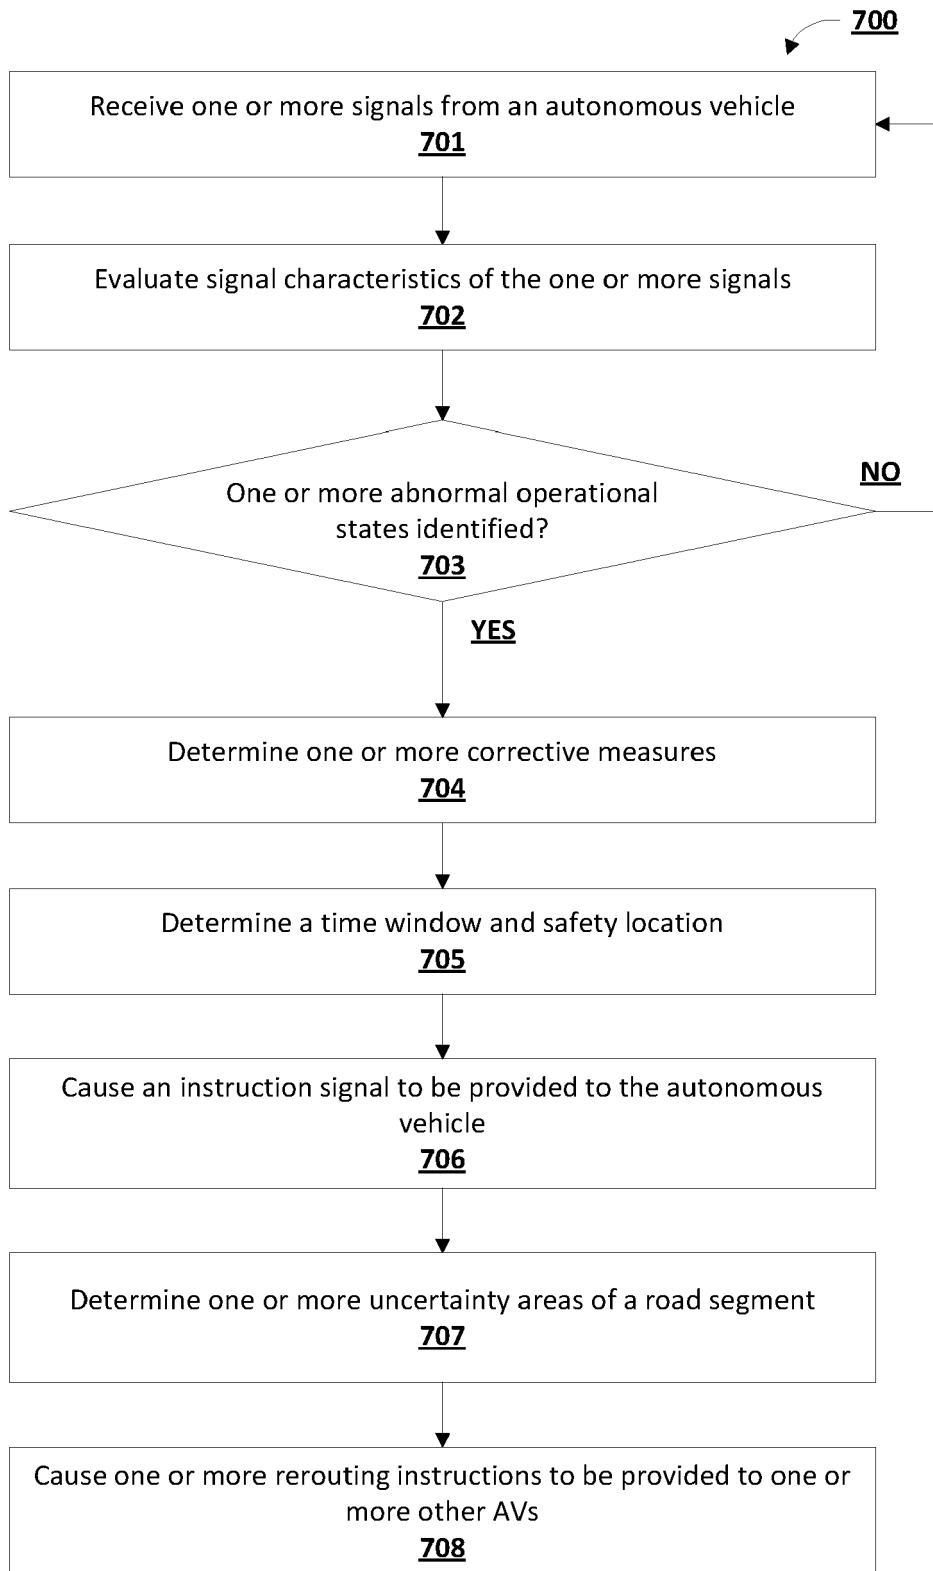 700
Receive one or more signals from an autonomous vehicle
701
Evaluate signal characteristics of the one or more signals
702
One or more abnormal operational
states identified?
703
NO
YES
Determine one or more corrective measures
704
Determine a time window and safety location
705
Cause an instruction signal to be provided to the autonomous
vehicle
706
Determine one or more uncertainty areas of a road segment
707
Cause one or more rerouting instructions to be provided to one or
more other AVs
708